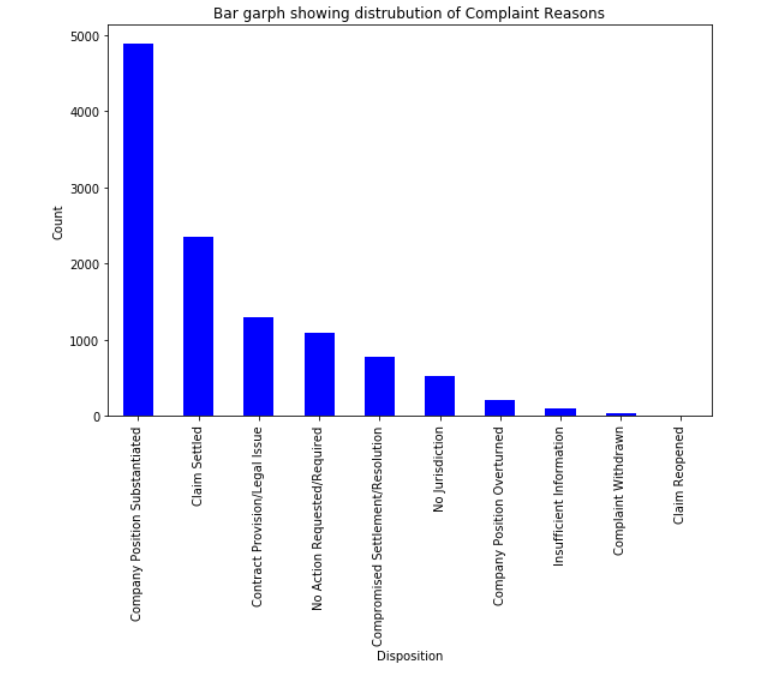 Bar garph showing distrubution of Complaint Reasons
5000
4000
3000
2000
1000
0
Count
Company Position Substantiated
Claim Settled
Contract Provision/Legal Issue
No Action Requested/Required
Compromised Settlement/Resolution
No Jurisdiction
Company Position Overturned
Insufficient Information
Complaint Withdrawn
Claim Reopened
Disposition